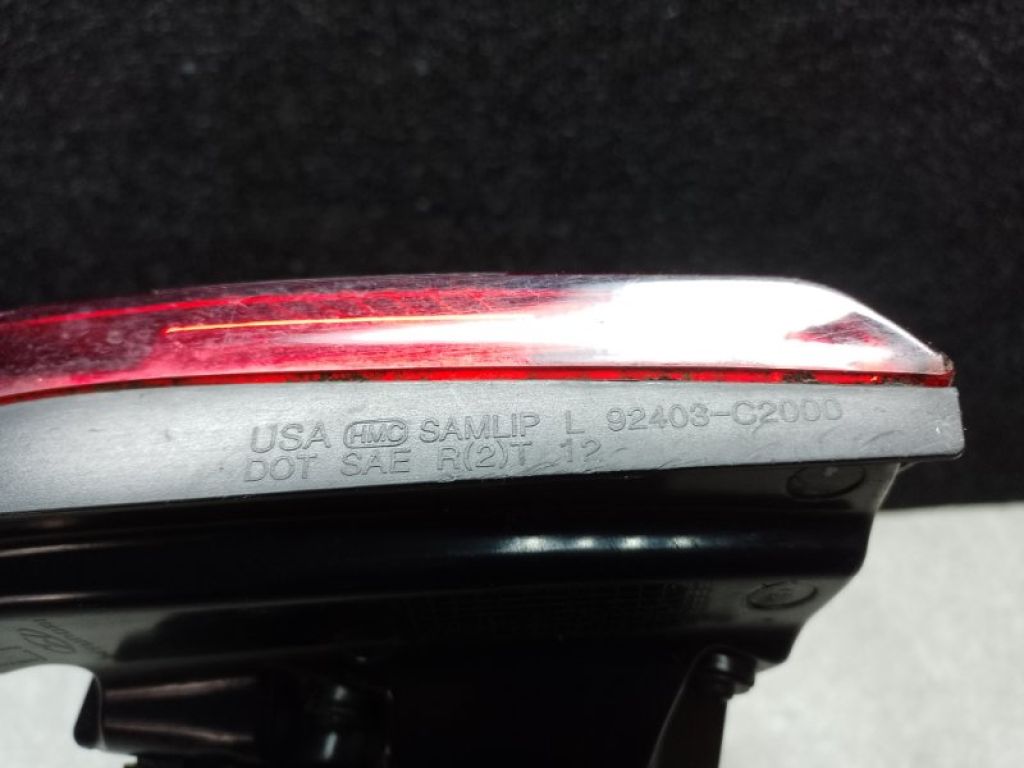 USA HMC SAMLIP L 92403-C2000
DOT SAE R(2)T 12